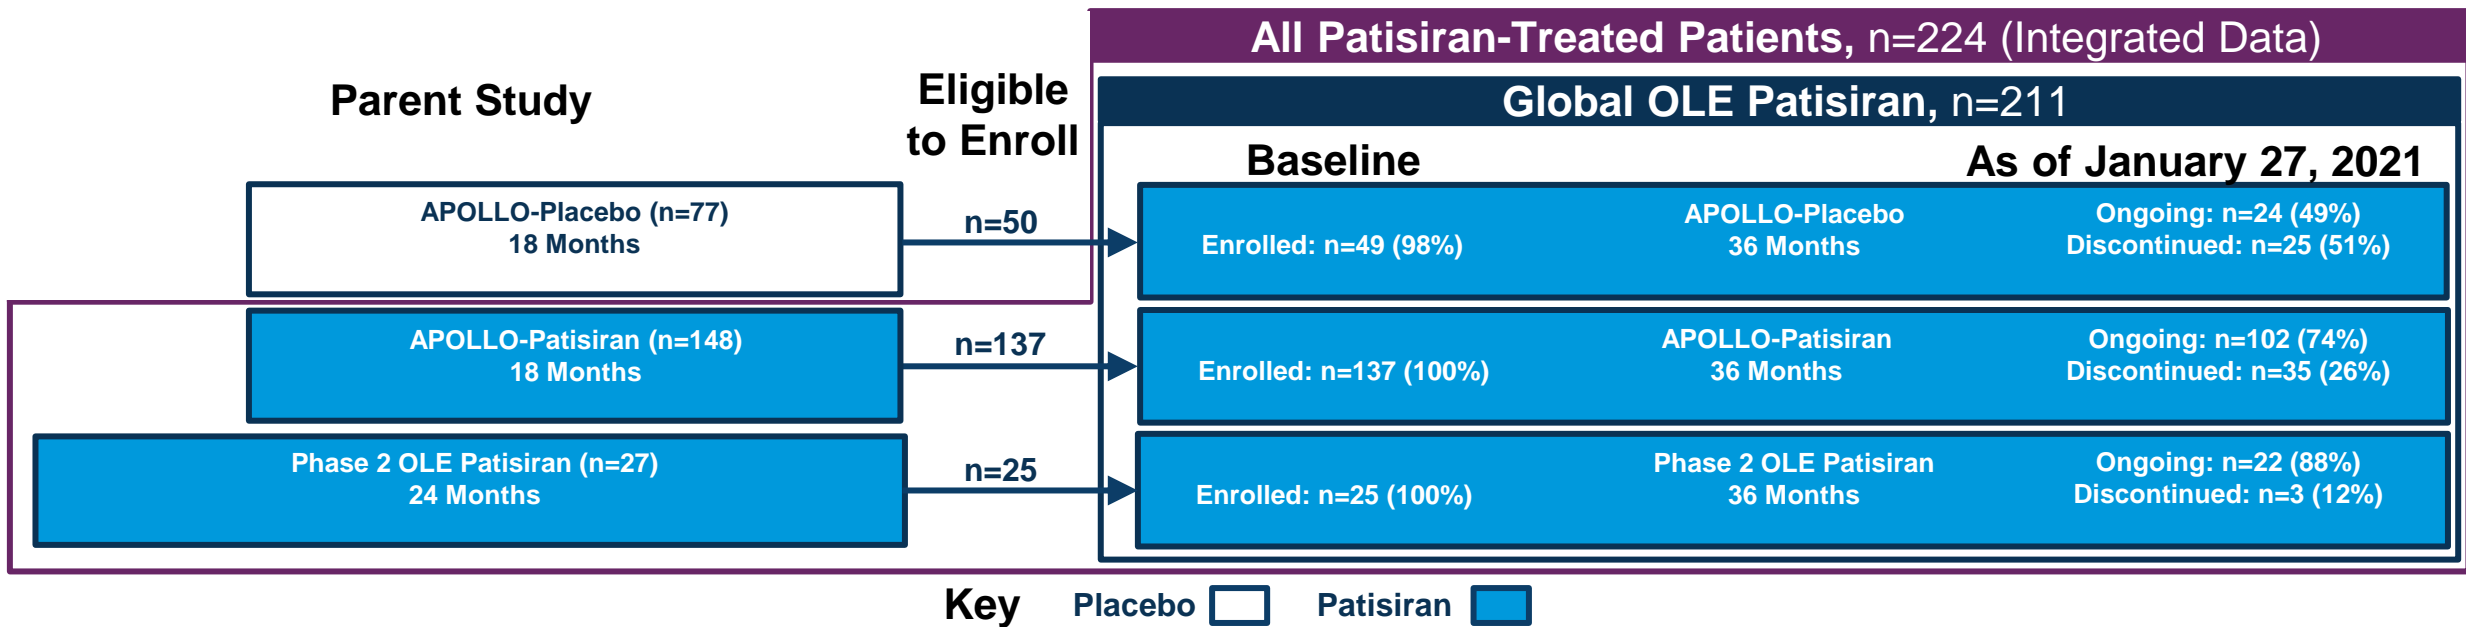 All Patisiran-Treated Patients, n=224 (Integrated Data)
Parent Study
Eligible
to Enroll
Global OLE Patisiran, n=211
Baseline
As of January 27, 2021
APOLLO-Placebo (n=77)
18 Months
n=50
Enrolled: n=49 (98%)
APOLLO-Placebo
36 Months
Ongoing: n=24 (49%)
Discontinued: n=25 (51%)
APOLLO-Patisiran (n=148)
18 Months
n=137
Enrolled: n=137 (100%)
APOLLO-Patisiran
36 Months
Ongoing: n=102 (74%)
Discontinued: n=35 (26%)
Phase 2 OLE Patisiran (n=27)
24 Months
n=25
Enrolled: n=25 (100%)
Phase 2 OLE Patisiran
36 Months
Ongoing: n=22 (88%)
Discontinued: n=3 (12%)
Key Placebo Patisiran